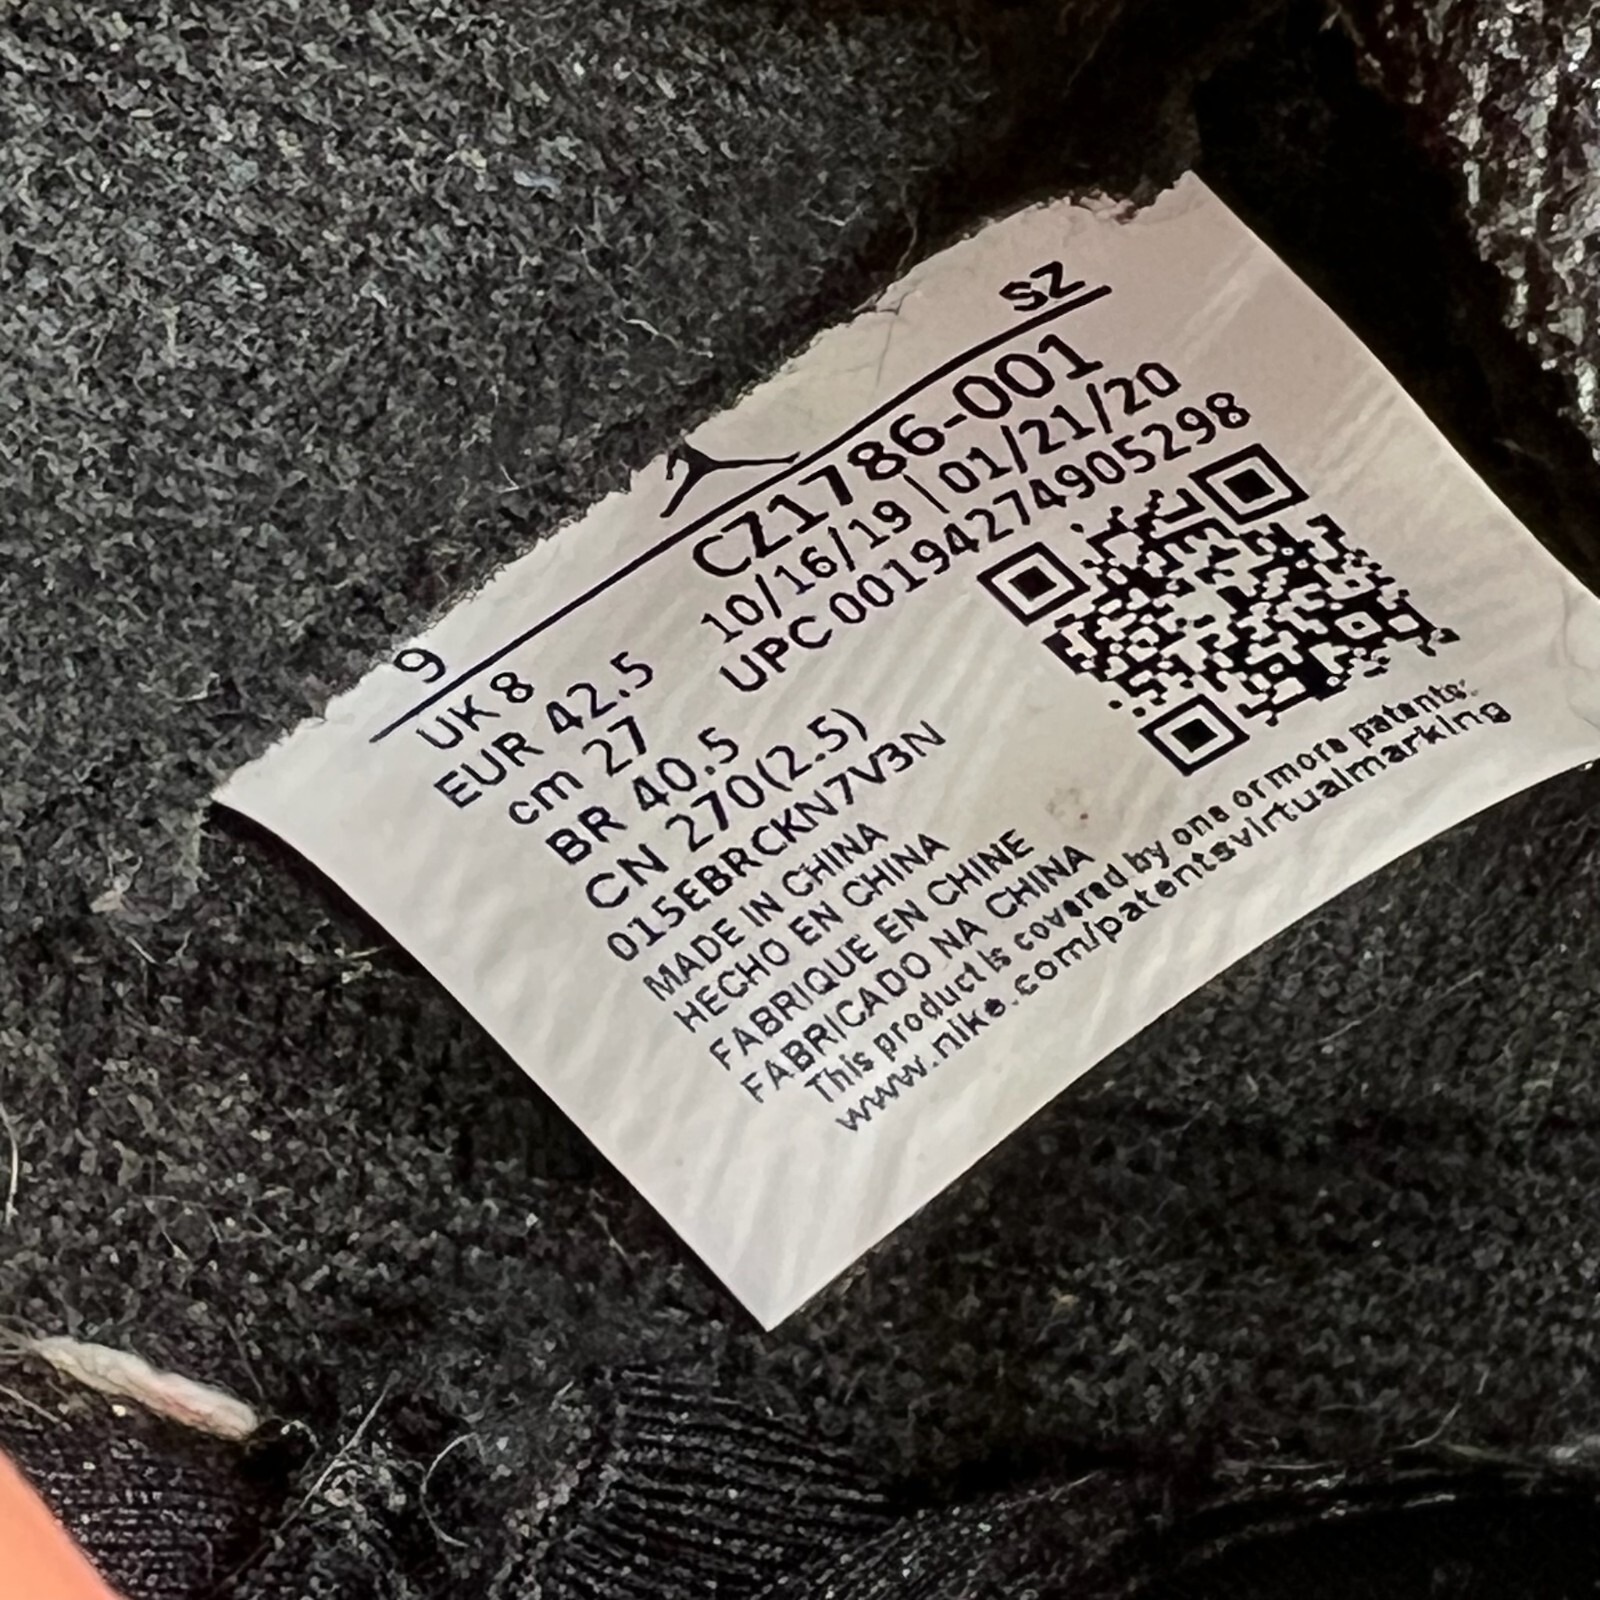 9 SZ
UK 8 CZ1786-001
EUR 42.5 10/16/19 | 01/21/20
cm 27 UPC 00194274905298
BR 40.5
CN 270(2.5)
015EBRCKN7V3N
MADE IN CHINA
HECHO EN CHINA
FABRIQUE EN CHINE
FABRICADO NA CHINA
This product is covered by one or more patents:
www.nike.com/patentsvirtualmarking